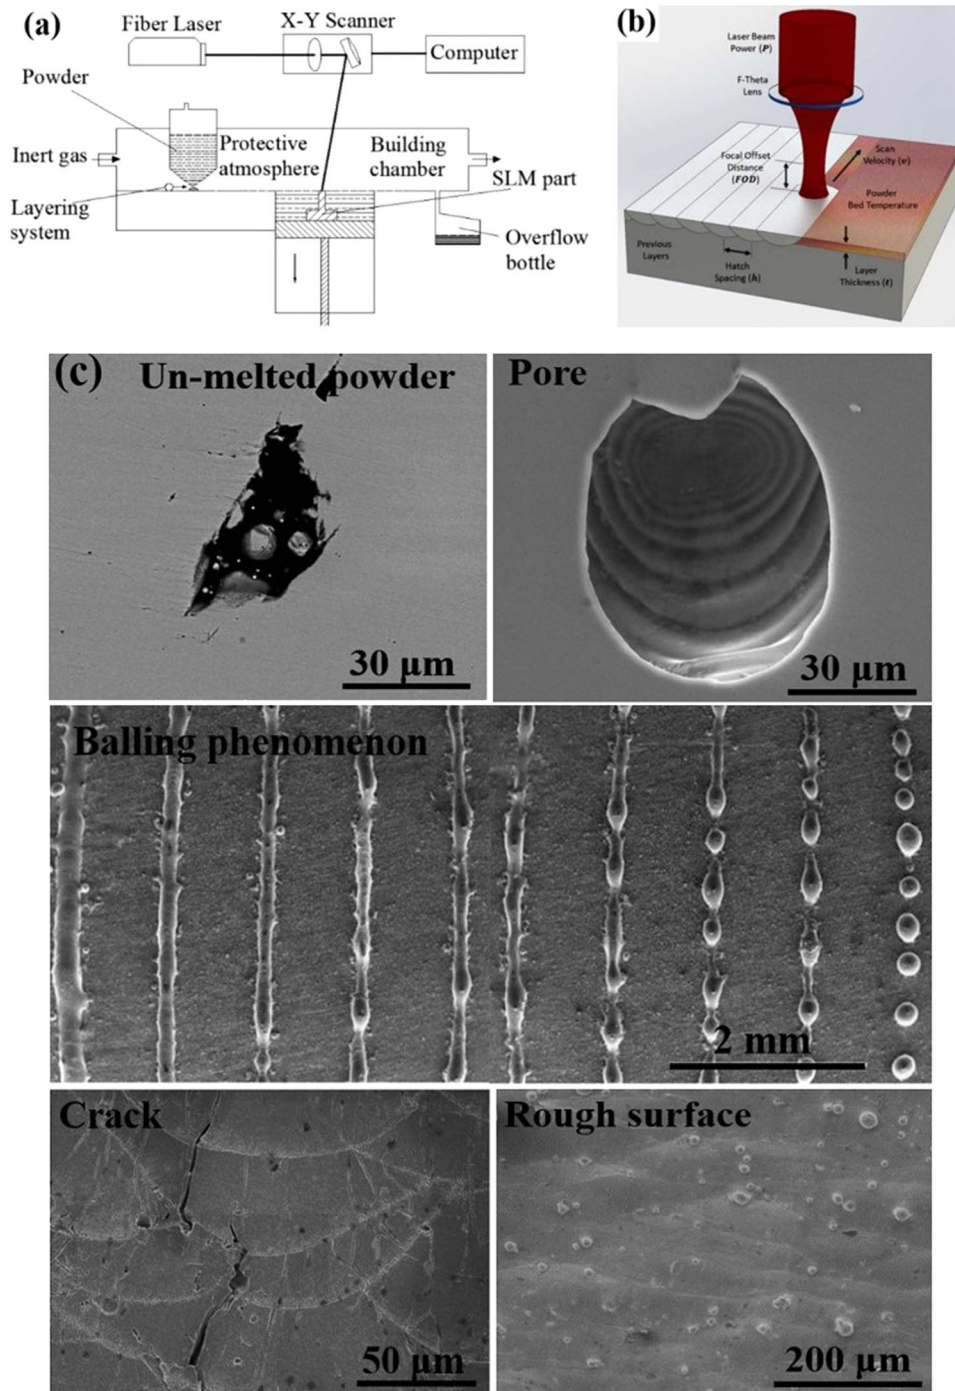 (a)
Fiber Laser
X-Y Scanner
Computer
Powder
Inert gas
Protective
atmosphere
Building
chamber
Layering
system
SLM part
Overflow
bottle
(b)
Laser Beam
Power (P)
F-Theta
Lens
Focal Offset
Distance
(FOD)
Scan
Velocity (v)
Powder
Bed Temperature
Previous
Layers
Hatch
Spacing (h)
Layer
Thickness (t)
(c)
Un-melted powder
30 μm
Pore
30 μm
Balling phenomenon
2 mm
Crack
50 μm
Rough surface
200 μm